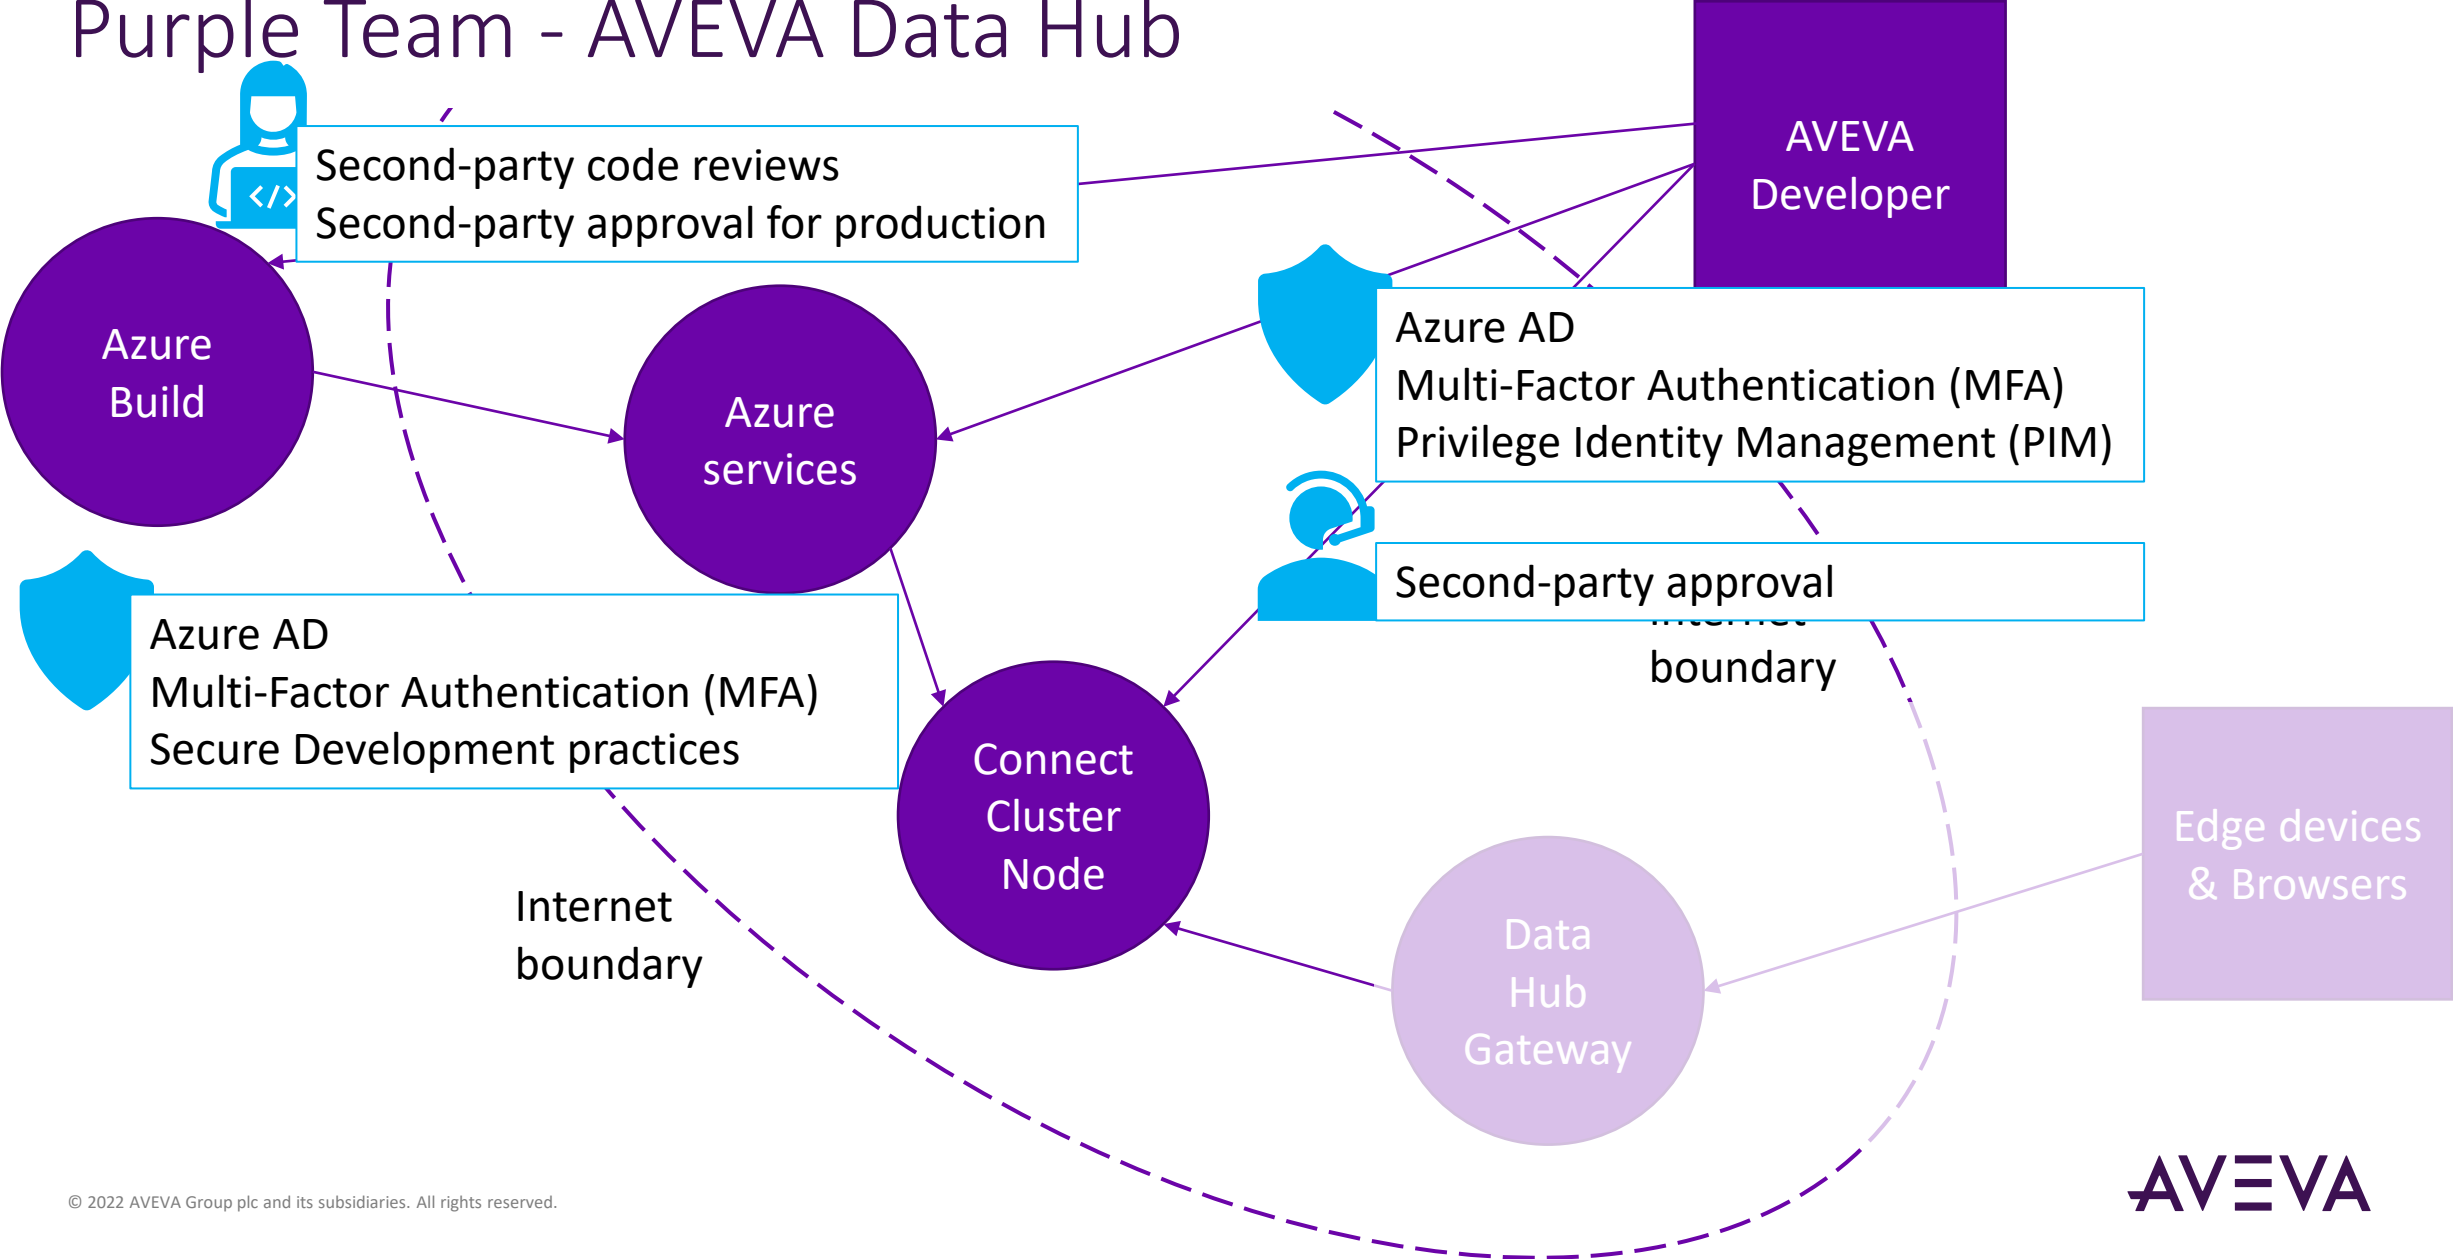 Purple Team - AVEVA Data Hub
Second-party code reviews
Second-party approval for production
AVEVA
Developer
Azure
Build
Azure
services
Azure AD
Multi-Factor Authentication (MFA)
Privilege Identity Management (PIM)
Second-party approval
Internet
boundary
Azure AD
Multi-Factor Authentication (MFA)
Secure Development practices
Connect
Cluster
Node
Edge devices
& Browsers
Internet
boundary
Data
Hub
Gateway
© 2022 AVEVA Group plc and its subsidiaries. All rights reserved.
AVEVA